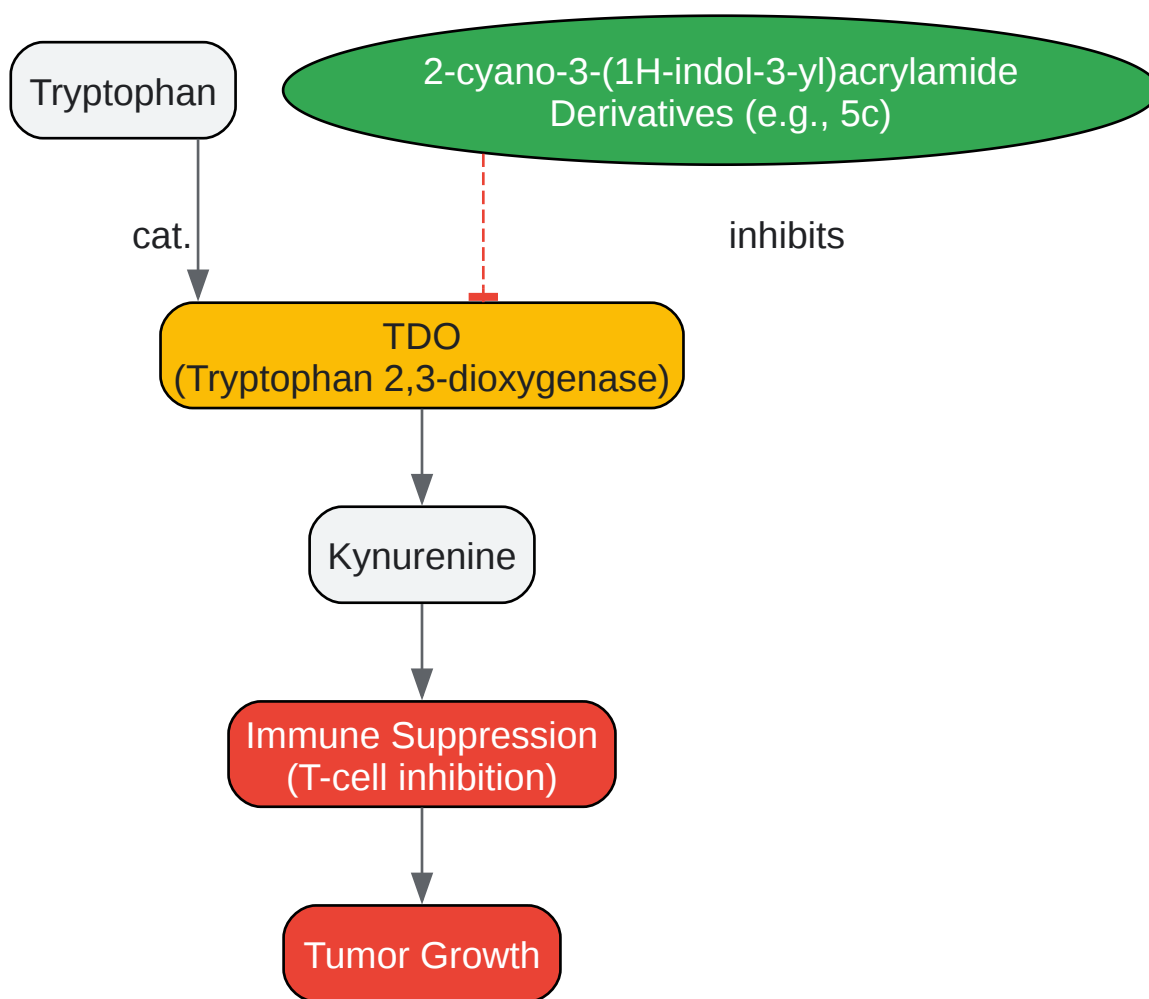 Tryptophan
2-cyano-3-(1H-indol-3-yl)acrylamide
Derivatives (e.g., 5c)
cat.
inhibits
TDO
(Tryptophan 2,3-dioxygenase)
Kynurenine
Immune Suppression
(T-cell inhibition)
Tumor Growth